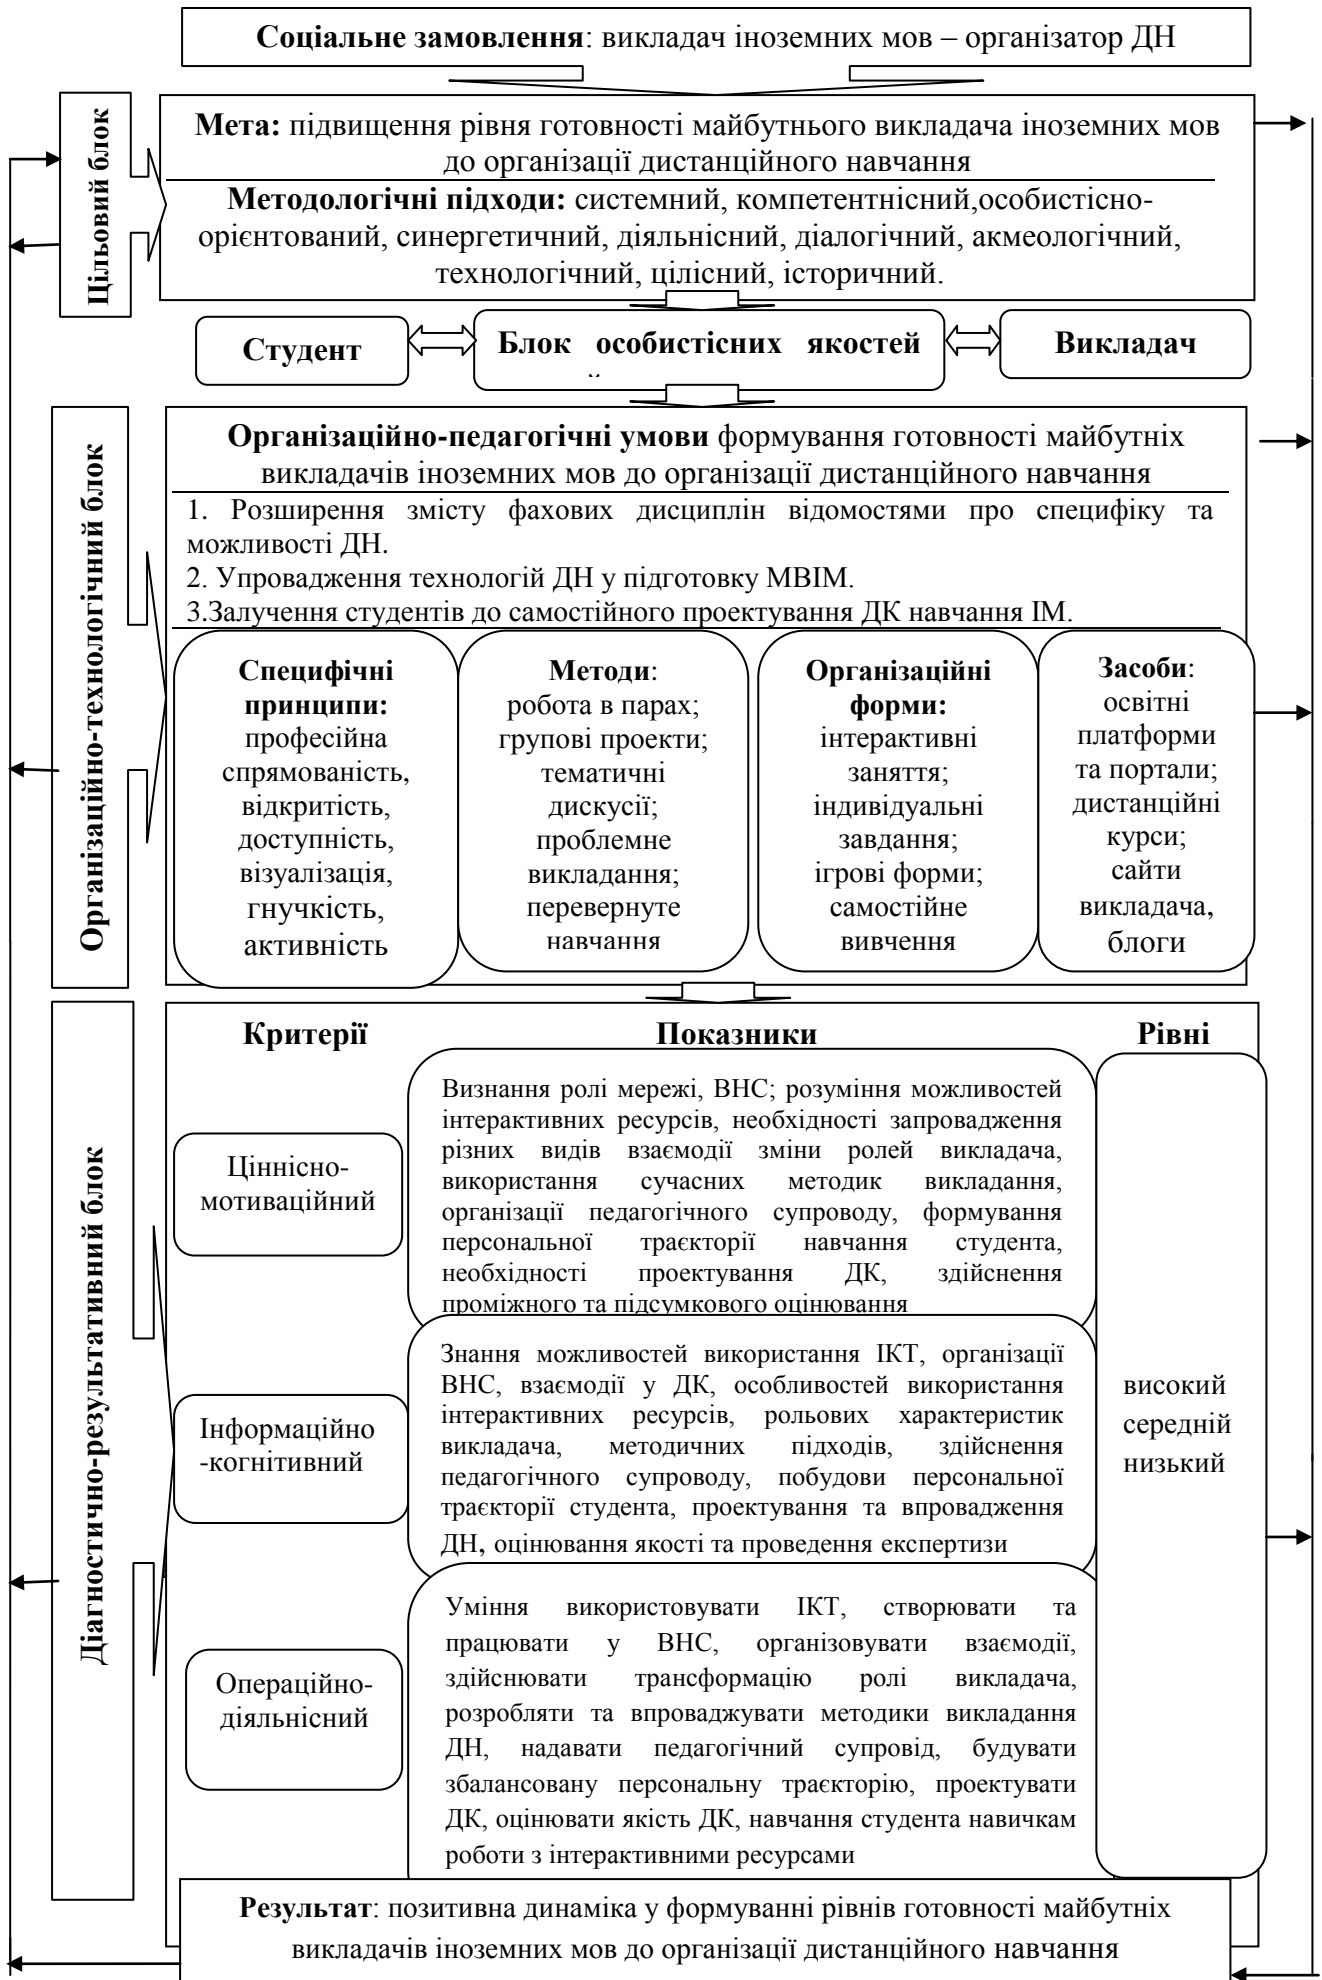 Соціальне замовлення: викладач іноземних мов – організатор ДН
Цільовий блок
Мета: підвищення рівня готовності майбутнього викладача іноземних мов
до організації дистанційного навчання
Методологічні підходи: системний, компетентнісний,особистісно-
орієнтований, синергетичний, діяльнісний, діалогічний, акмеологічний,
технологічний, цілісний, історичний.
Студент
Блок особистісних якостей
Викладач
Організаційно-технологічний блок
Організаційно-педагогічні умови формування готовності майбутніх
викладачів іноземних мов до організації дистанційного навчання
1. Розширення змісту фахових дисциплін відомостями про специфіку та
можливості ДН.
2. Упровадження технологій ДН у підготовку МВІМ.
3.Залучення студентів до самостійного проектування ДК навчання ІМ.
Специфічні
принципи:
професійна
спрямованість,
відкритість,
доступність,
візуалізація,
гнучкість,
активність
Методи:
робота в парах;
групові проекти;
тематичні
дискусії;
проблемне
викладання;
перевернуте
навчання
Організаційні
форми:
інтерактивні
заняття;
індивідуальні
завдання;
ігрові форми;
самостійне
вивчення
Засоби:
освітні
платформи
та портали;
дистанційні
курси;
сайти
викладача,
блоги
Діагностично-результативний блок
Критерії
Показники
Рівні
Ціннісно-
мотиваційний
Визнання ролі мережі, ВНС; розуміння можливостей
інтерактивних ресурсів, необхідності запровадження
різних видів взаємодії зміни ролей викладача,
використання сучасних методик викладання,
організації педагогічного супроводу, формування
персональної траєкторії навчання студента,
необхідності проектування ДК, здійснення
проміжного та підсумкового оцінювання
Інформаційно
-когнітивний
Знання можливостей використання ІКТ, організації
ВНС, взаємодії у ДК, особливостей використання
інтерактивних ресурсів, рольових характеристик
викладача, методичних підходів, здійснення
педагогічного супроводу, побудови персональної
траєкторії студента, проектування та впровадження
ДН, оцінювання якості та проведення експертизи
високий
середній
низький
Операційно-
діяльнісний
Уміння використовувати ІКТ, створювати та
працювати у ВНС, організовувати взаємодії,
здійснювати трансформацію ролі викладача,
розробляти та впроваджувати методики викладання
ДН, надавати педагогічний супровід, будувати
збалансовану персональну траєкторію, проектувати
ДК, оцінювати якість ДК, навчання студента навичкам
роботи з інтерактивними ресурсами
Результат: позитивна динаміка у формуванні рівнів готовності майбутніх
викладачів іноземних мов до організації дистанційного навчання